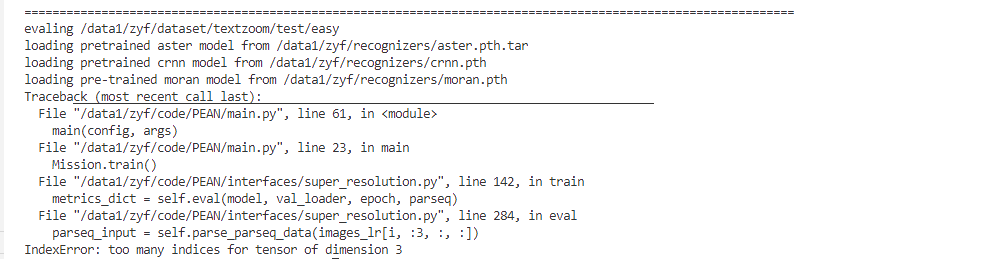 ================================================================================================================
evaling /data1/zyf/dataset/textzoom/test/easy
loading pretrained aster model from /data1/zyf/recognizers/aster.pth.tar
loading pretrained crnn model from /data1/zyf/recognizers/crnn.pth
loading pre-trained moran model from /data1/zyf/recognizers/moran.pth
Traceback (most recent call last):
  File "/data1/zyf/code/PEAN/main.py", line 61, in <module>
    main(config, args)
  File "/data1/zyf/code/PEAN/main.py", line 23, in main
    Mission.train()
  File "/data1/zyf/code/PEAN/interfaces/super_resolution.py", line 142, in train
    metrics_dict = self.eval(model, val_loader, epoch, parseq)
  File "/data1/zyf/code/PEAN/interfaces/super_resolution.py", line 284, in eval
    parseq_input = self.parse_parseq_data(images_lr[i, :3, :, :])
IndexError: too many indices for tensor of dimension 3